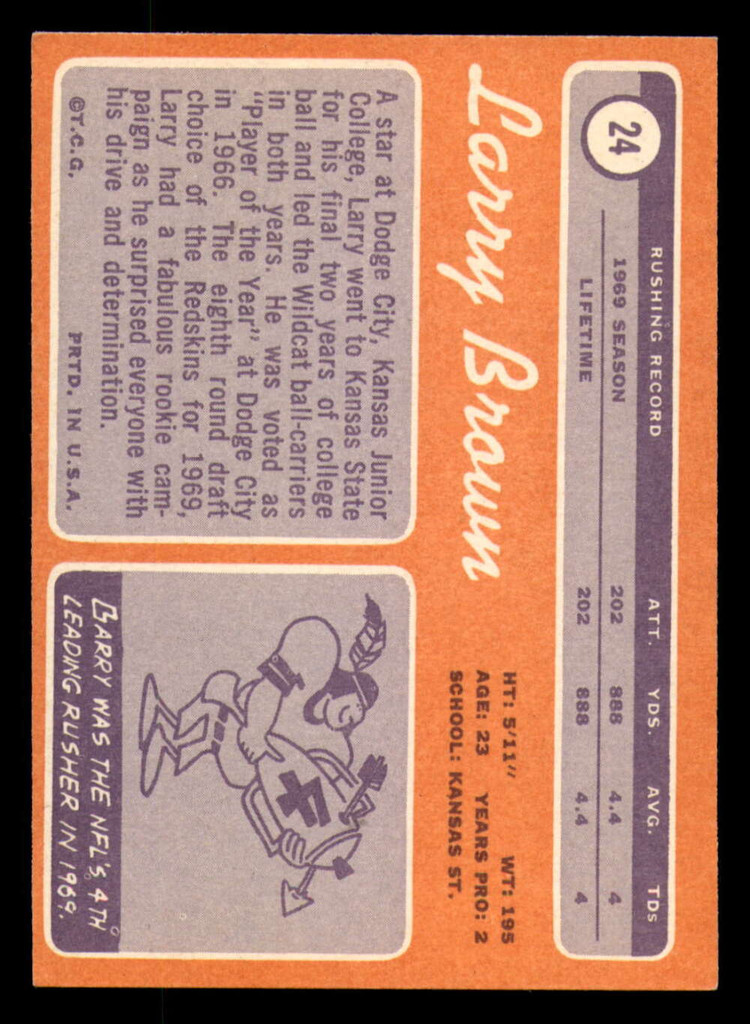 24
RUSHING RECORD ATT. YDS. AVG. TDs
1969 SEASON 202 888 4.4 4
LIFETIME 202 888 4.4 4
Larry Brown
HT: 5'11" WT: 195
AGE: 23 YEARS PRO: 2
SCHOOL: KANSAS ST.
A star at Dodge City, Kansas Junior
College, Larry went to Kansas State
for his final two years of college
ball and led the Wildcat ball-carriers
in both years. He was voted as
"Player of the Year" at Dodge City
in 1966. The eighth round draft
choice of the Redskins for 1969,
Larry had a fabulous rookie cam-
paign as he surprised everyone with
his drive and determination.
©T.C.G. PRTD. IN U.S.A.
4
BARRY WAS THE NFL'S 4TH
LEADING RUSHER IN 1969.